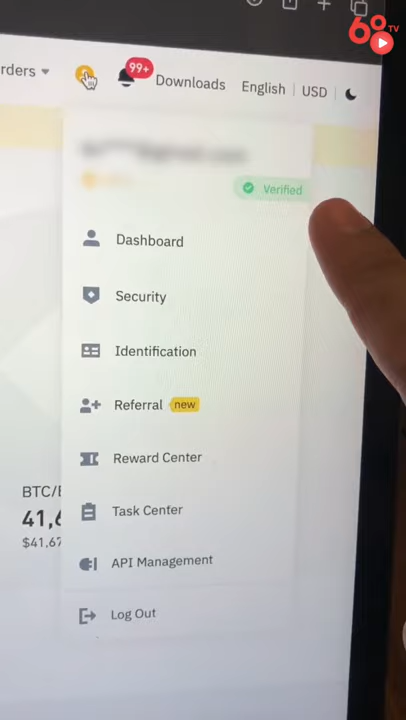 60 TV
rders
99+
Downloads
English | USD
Verified
Dashboard
Security
Identification
Referral new
Reward Center
Task Center
BTC/
41,6
$41,67
API Management
Log Out